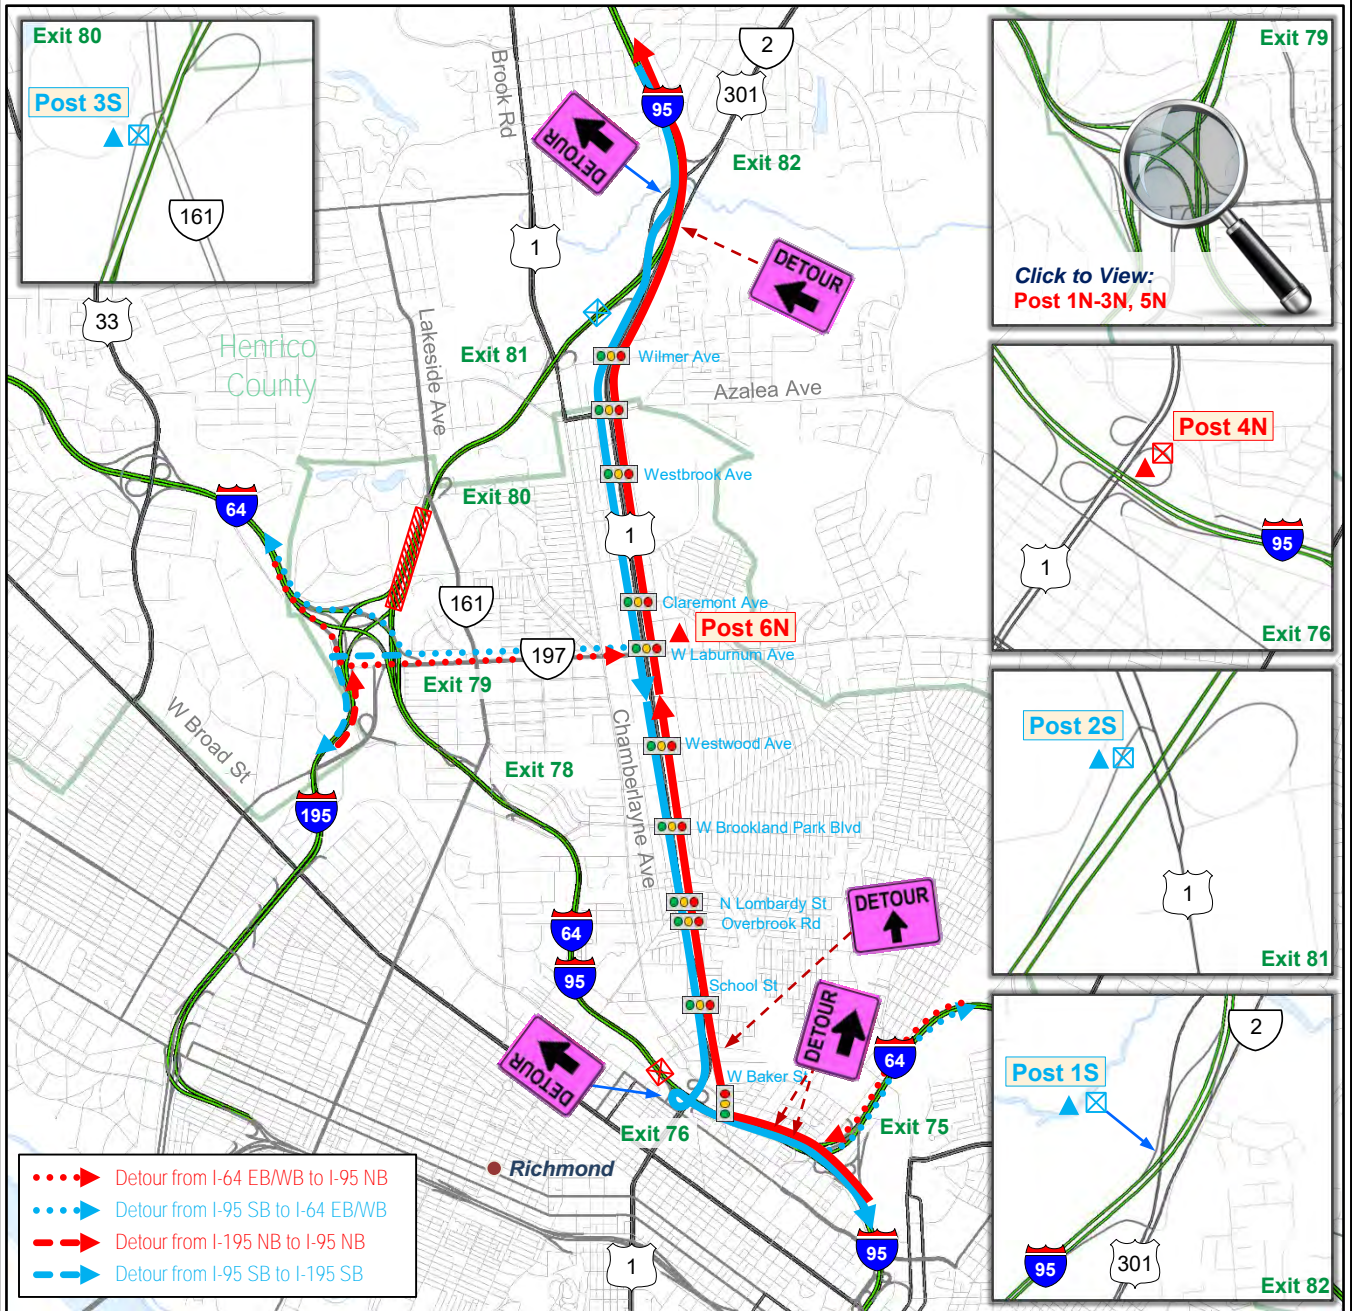 Exit 80
Post 3S
161
33
Brook Rd
2
301
95
DETOUR
Exit 82
1
DETOUR
Exit 79
Click to View:
Post 1N-3N, 5N
Henrico
County
Lakeside Ave
Exit 81
Wilmer Ave
Azalea Ave
Westbrook Ave
Exit 80
64
1
161
Claremont Ave
Post 6N
W Laburnum Ave
197
Exit 79
Post 4N
95
1
Exit 76
W Broad St
195
Exit 78
Chamberlayne Ave
Westwood Ave
W Brookland Park Blvd
N Lombardy St
Overbrook Rd
DETOUR
64
95
School St
DETOUR
DETOUR
W Baker St
64
Exit 75
Exit 76
Richmond
1
95
Post 2S
1
Exit 81
2
Post 1S
95
301
Exit 82
Detour from I-64 EB/WB to I-95 NB
Detour from I-95 SB to I-64 EB/WB
Detour from I-195 NB to I-95 NB
Detour from I-95 SB to I-195 SB